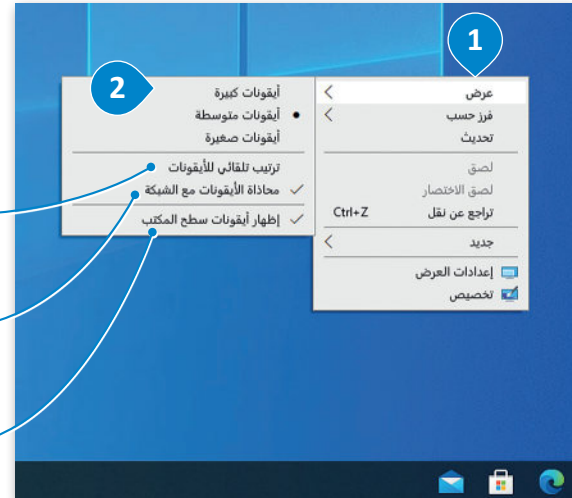 1
عرض
فرز حسب
تحديث
لصق
لصق الاختصار
تراجع عن نقل Ctrl+Z
جديد
إعدادات العرض
تخصيص
2
أيقونات كبيرة
أيقونات متوسطة
أيقونات صغيرة
ترتيب تلقائي للأيقونات
محاذاة الأيقونات مع الشبكة
إظهار أيقونات سطح المكتب